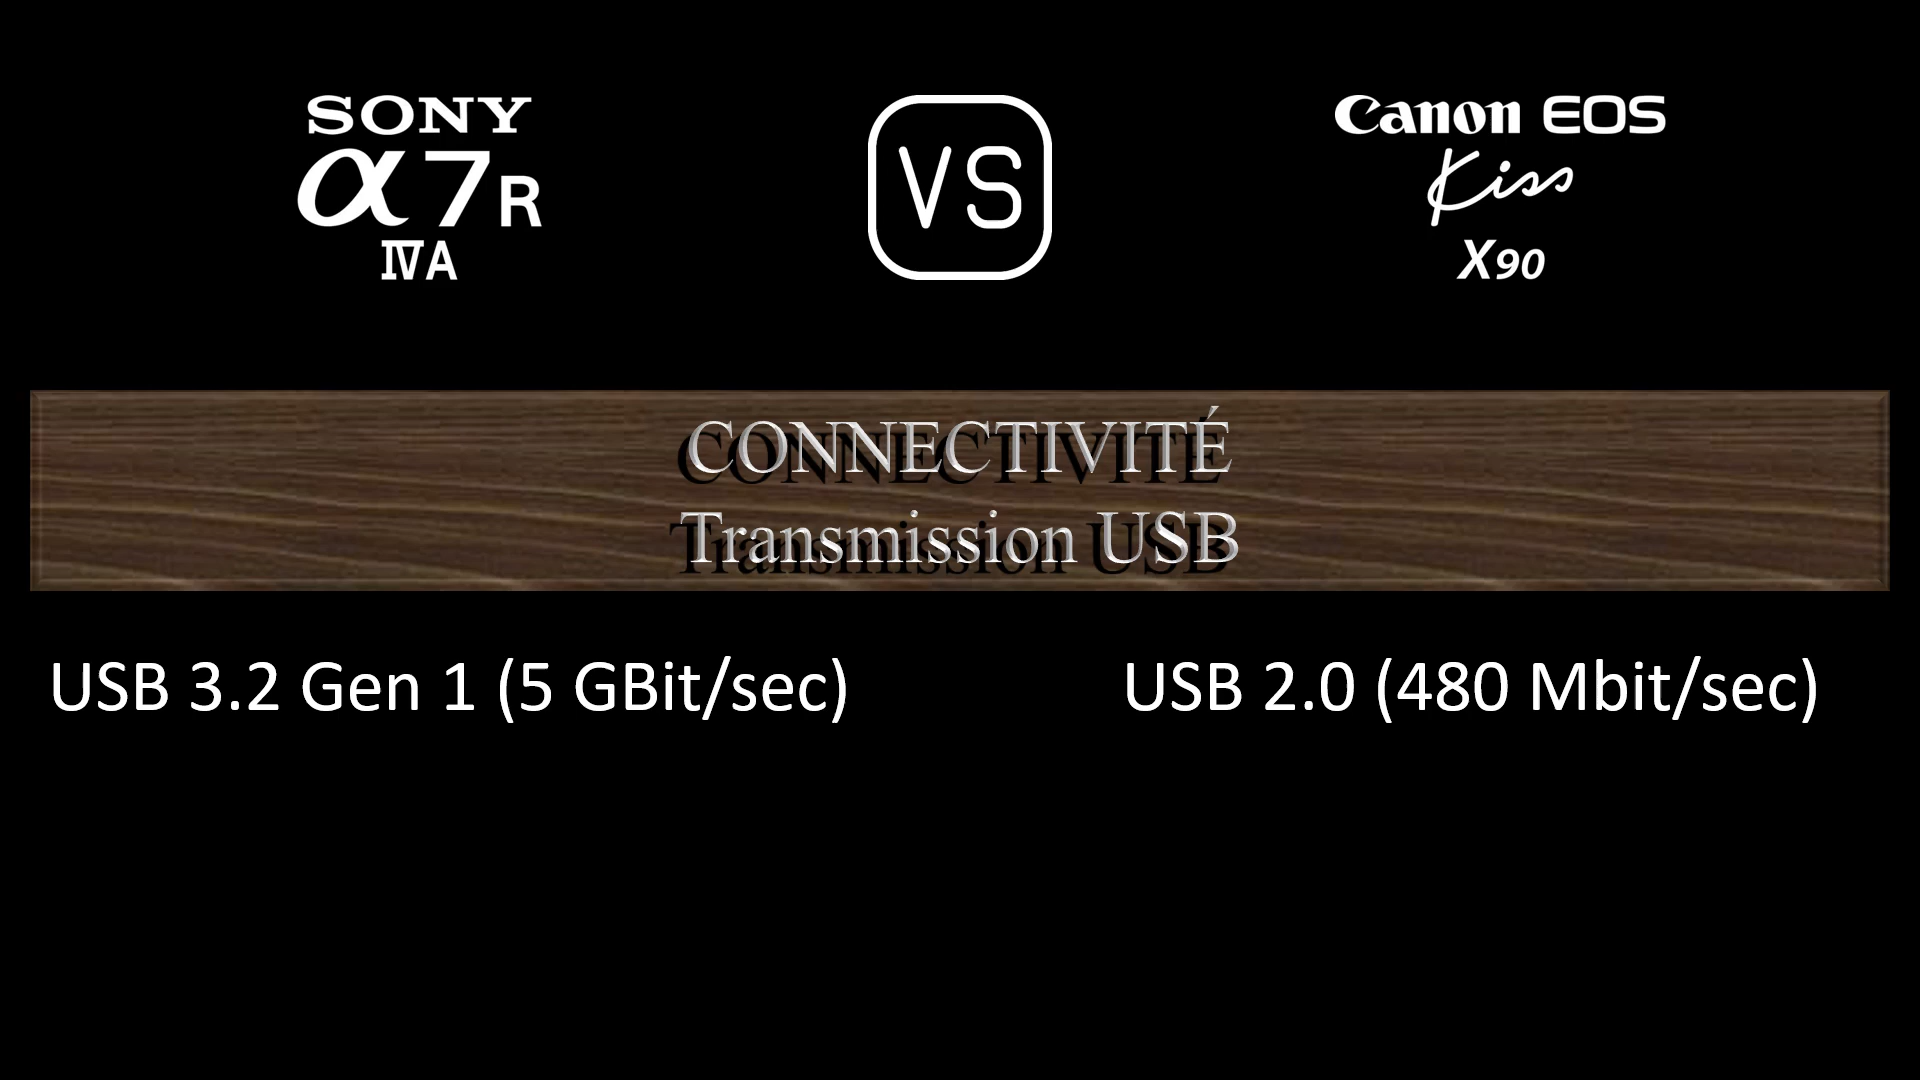 SONY
α7R
IVA
VS
Canon EOS
Kiss
X90
CONNECTIVITÉ
Transmission USB
USB 3.2 Gen 1 (5 GBit/sec)
USB 2.0 (480 Mbit/sec)